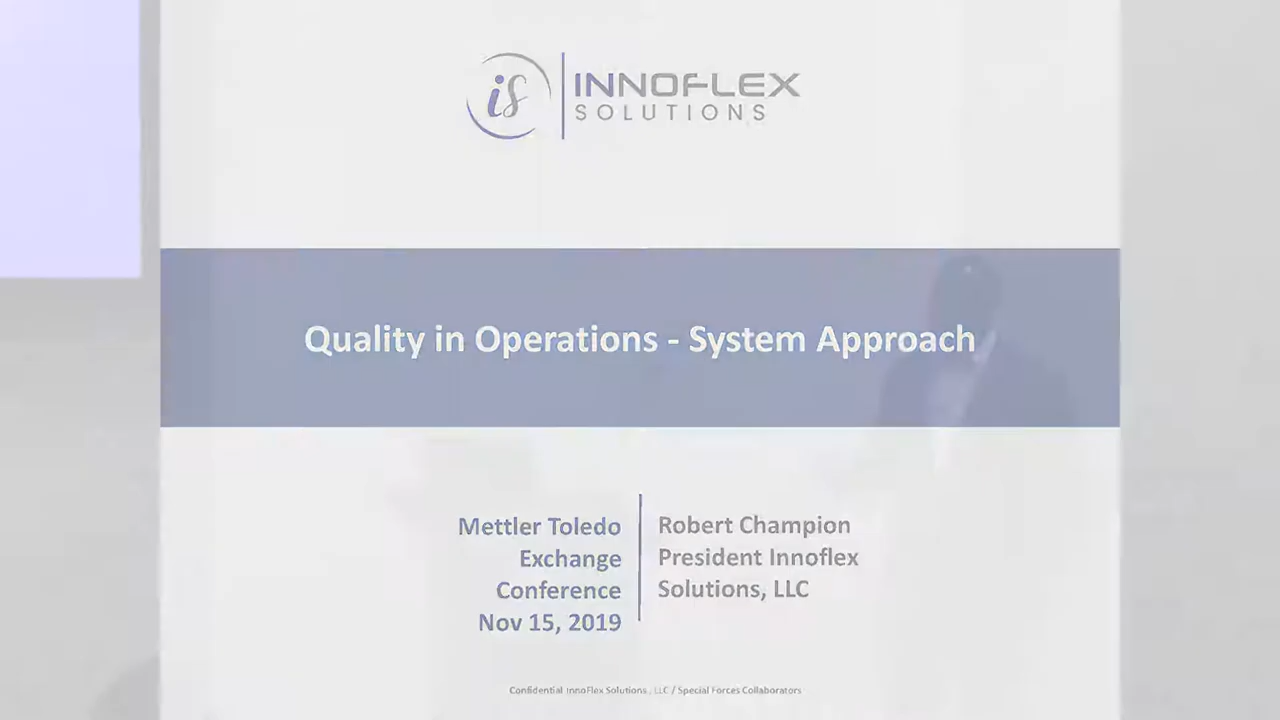 is
INNOFLEX
SOLUTIONS
Quality in Operations - System Approach
Mettler Toledo
Exchange
Conference
Nov 15, 2019
Robert Champion
President Innoflex
Solutions, LLC
Confidential InnoFlex Solutions , LLC / Special Forces Collaborators